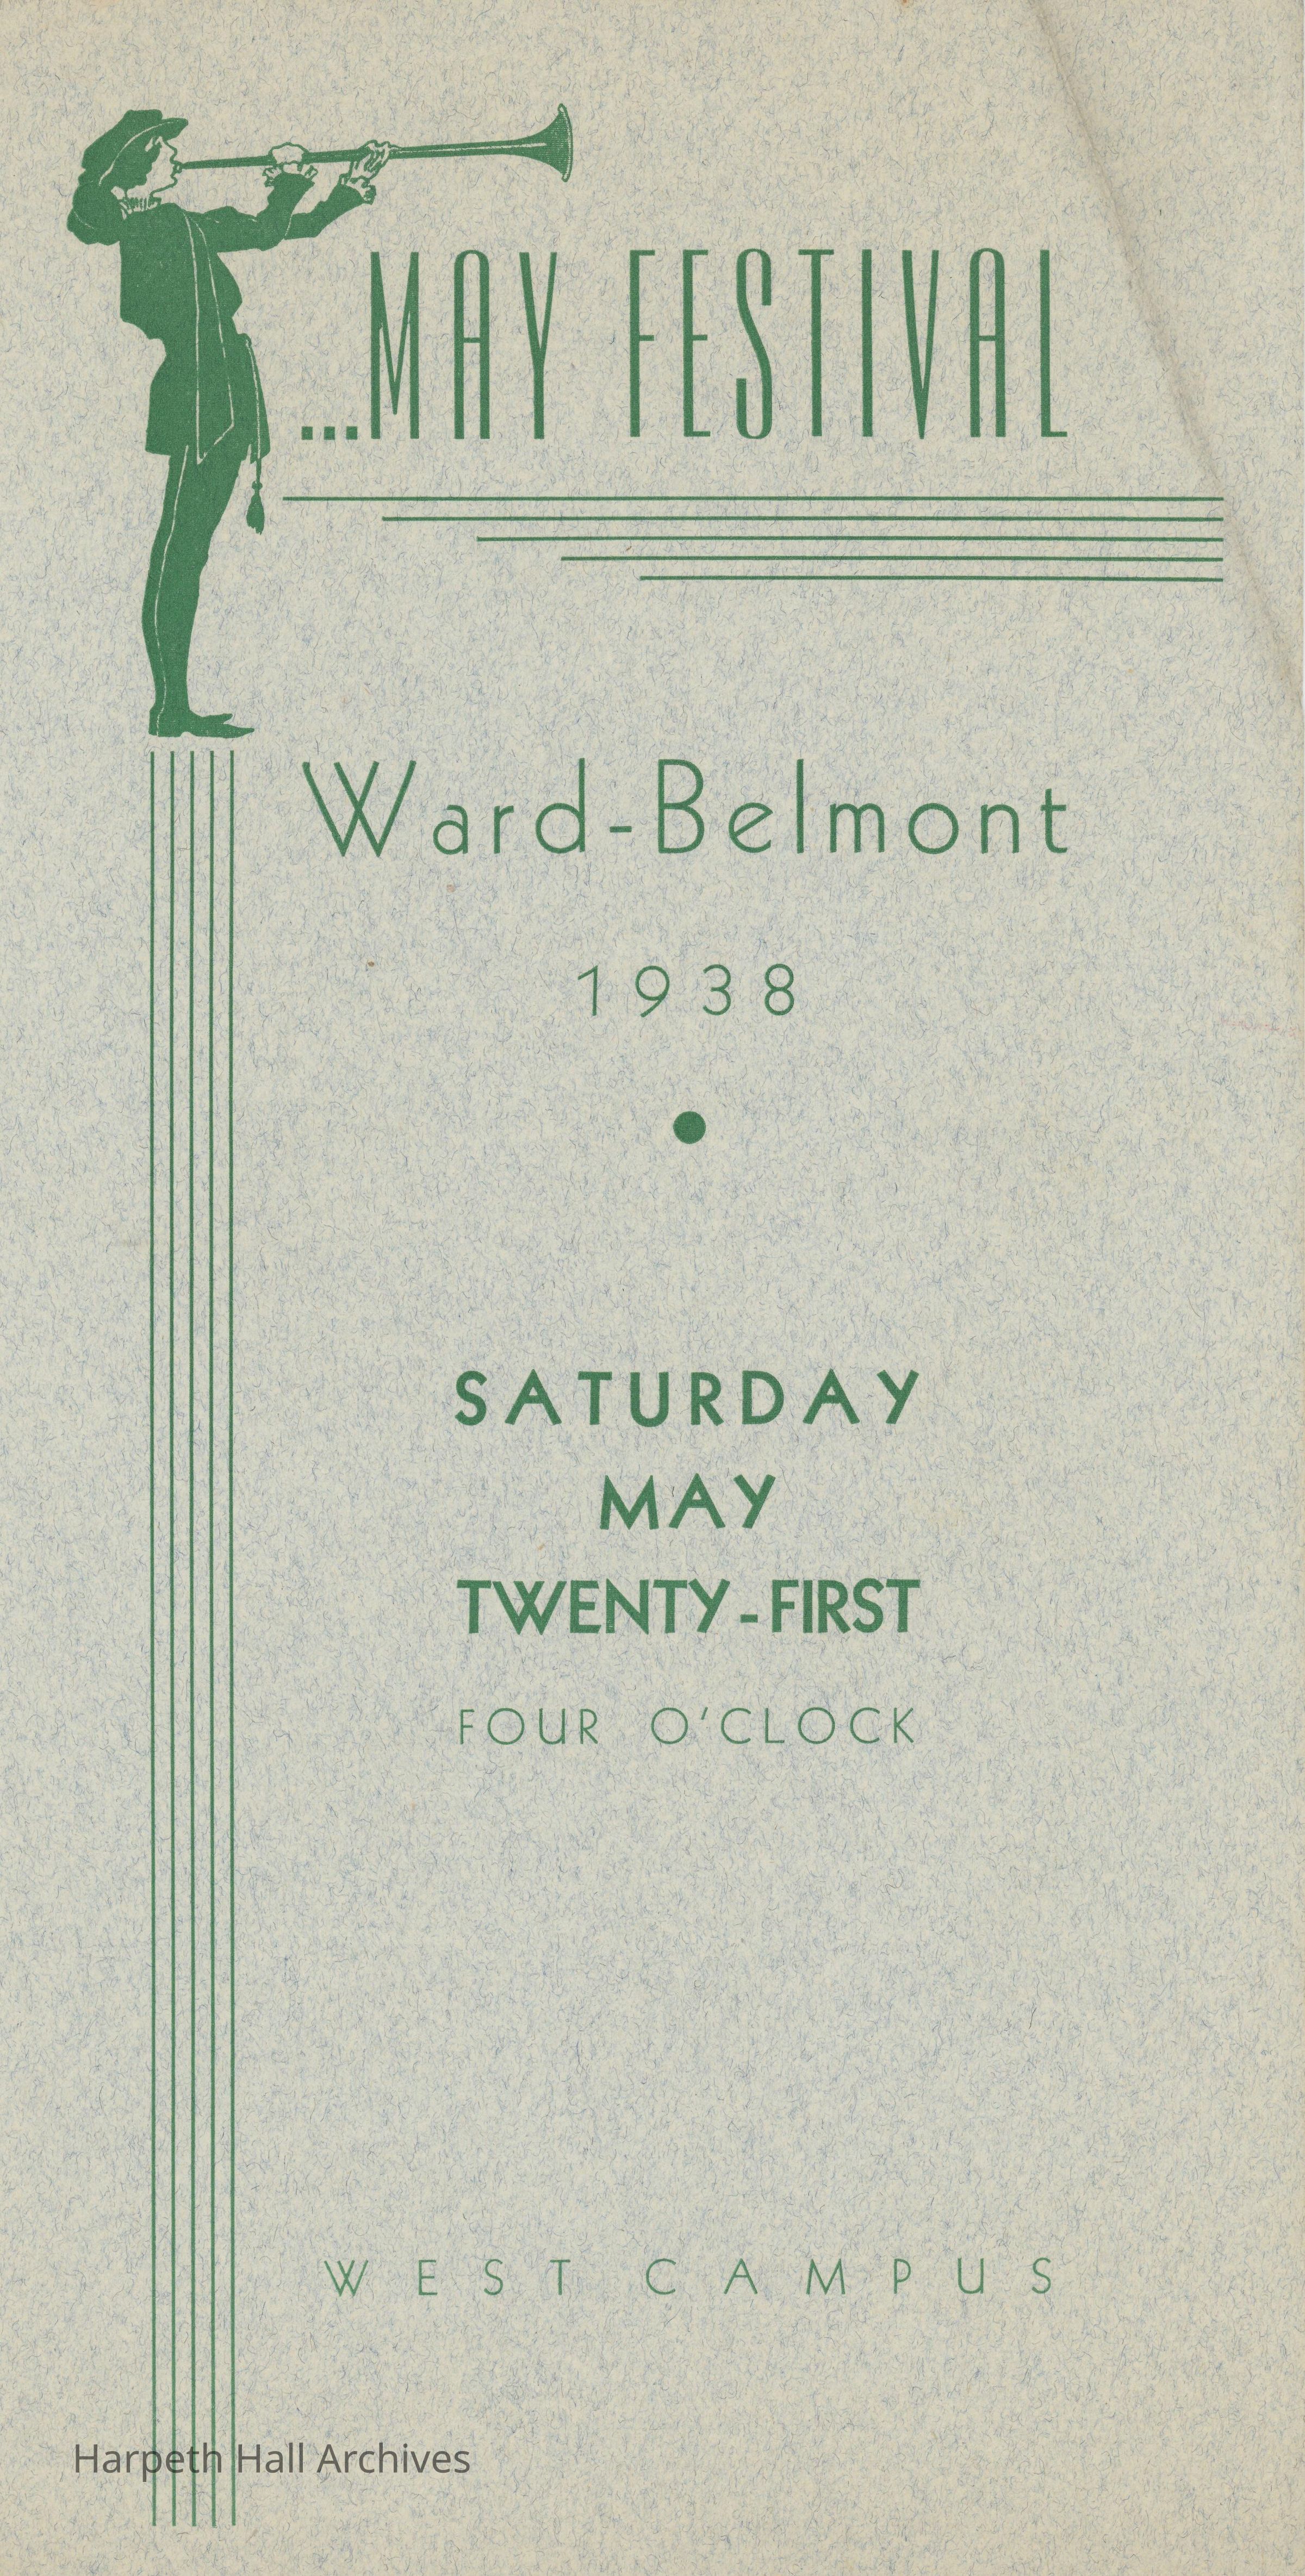 ...MAY FESTIVAL
Ward-Belmont
1938
SATURDAY
MAY
TWENTY-FIRST
FOUR O'CLOCK
WEST CAMPUS
Harpeth Hall Archives